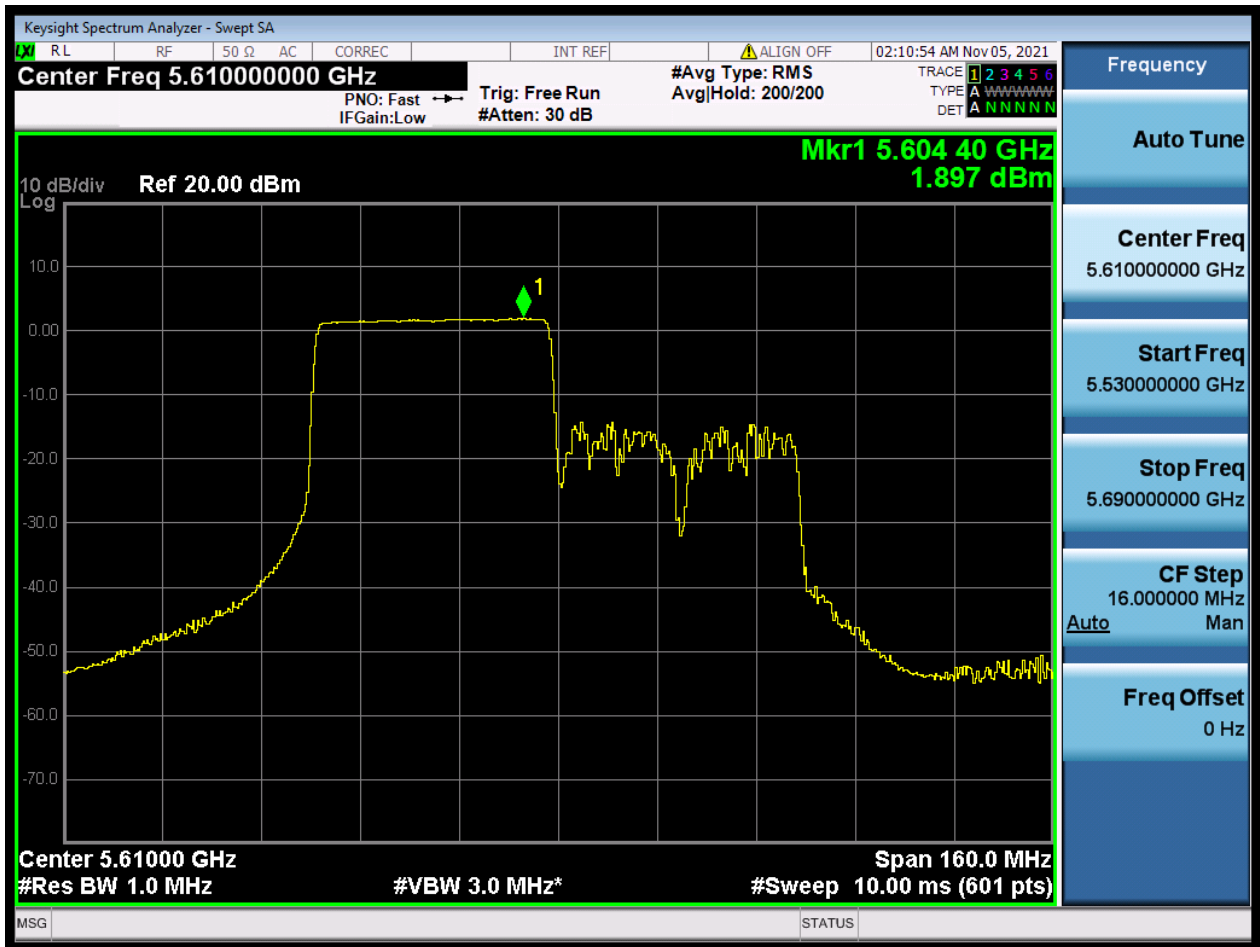 Keysight Spectrum Analyzer - Swept SA
LXI RL RF 50 Ω AC CORREC INT REF ALIGN OFF 02:10:54 AM Nov 05, 2021
Center Freq 5.610000000 GHz
PNO: Fast
IFGain:Low
Trig: Free Run
#Atten: 30 dB
#Avg Type: RMS
Avg|Hold: 200/200
TRACE 1 2 3 4 5 6
TYPE A WWWWW
DET A N N N N N
Mkr1 5.604 40 GHz
1.897 dBm
10 dB/div Ref 20.00 dBm
Log
10.0
1
0.00
-10.0
-20.0
-30.0
-40.0
-50.0
-60.0
-70.0
Center 5.61000 GHz Span 160.0 MHz
#Res BW 1.0 MHz #VBW 3.0 MHz* #Sweep 10.00 ms (601 pts)
MSG STATUS
Frequency
Auto Tune
Center Freq
5.610000000 GHz
Start Freq
5.530000000 GHz
Stop Freq
5.690000000 GHz
CF Step
16.000000 MHz
Auto Man
Freq Offset
0 Hz